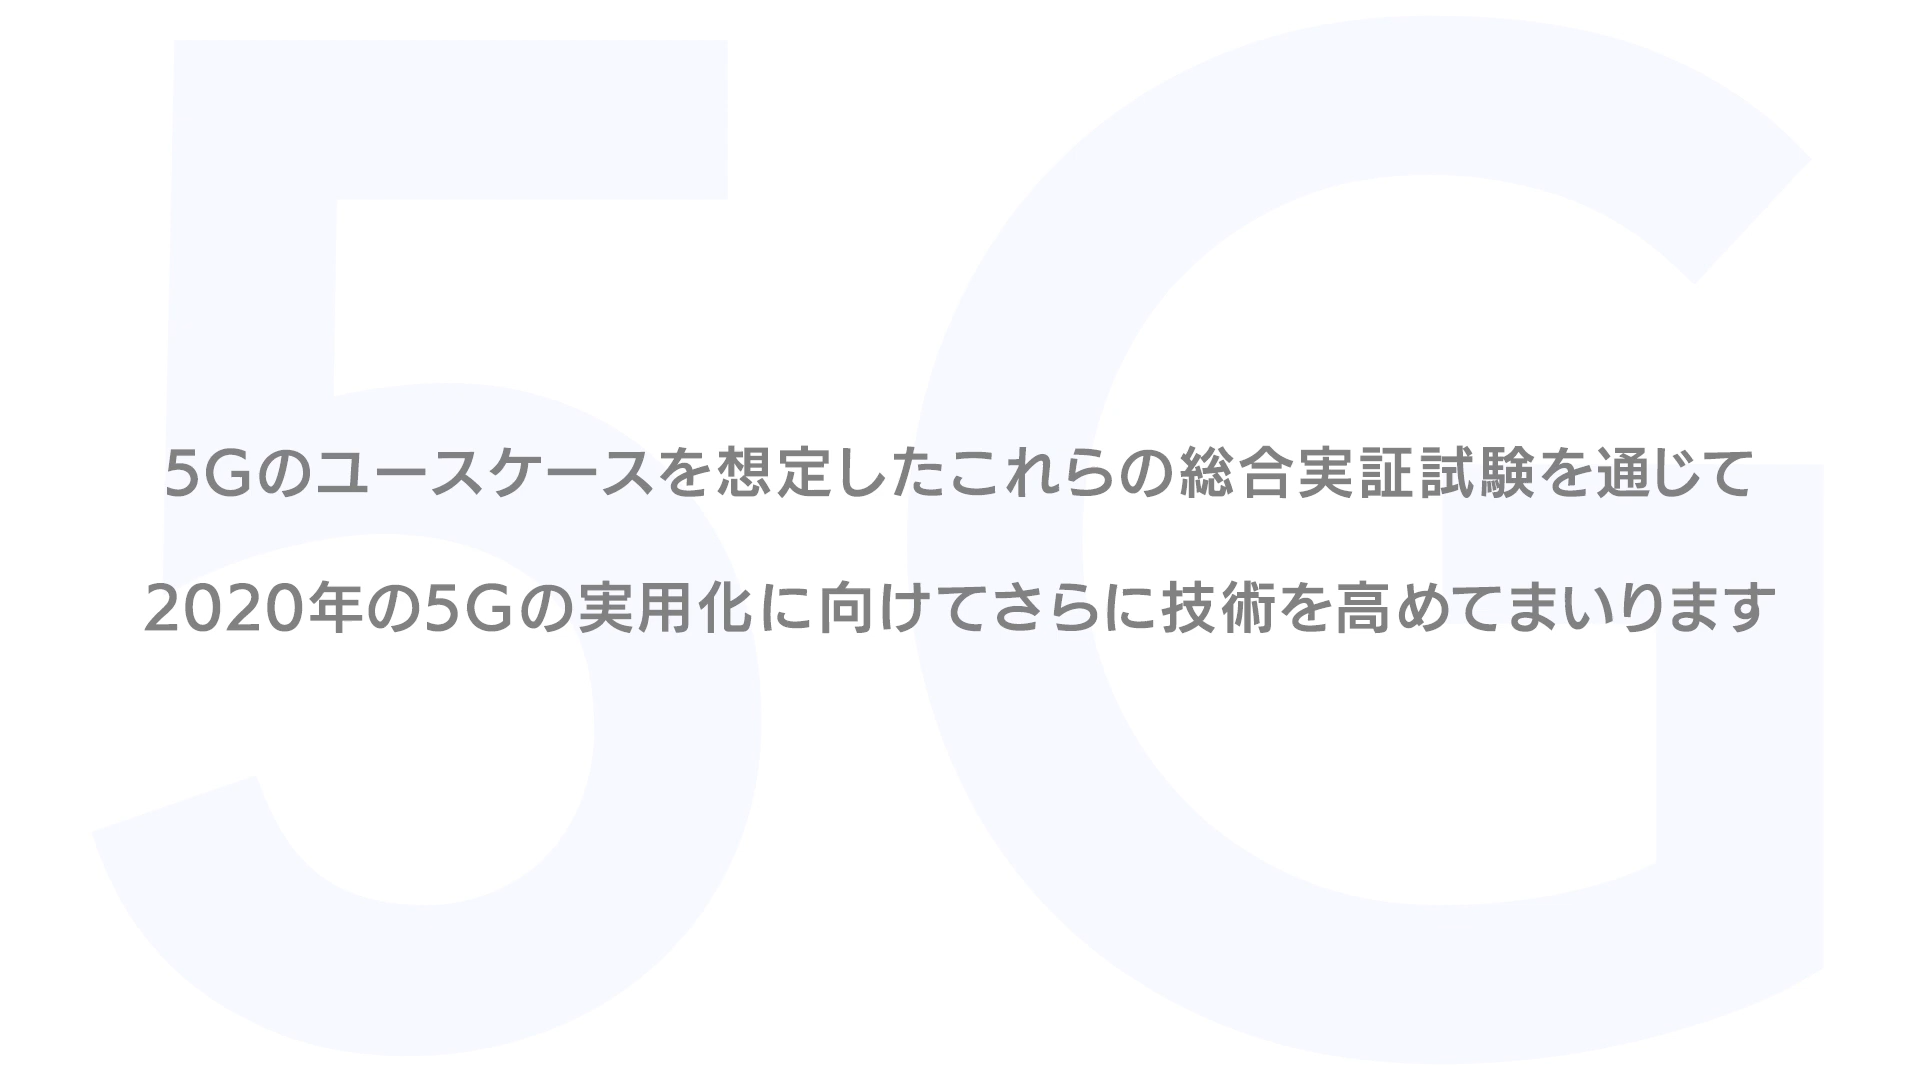 5G
5Gのユースケースを想定したこれらの総合実証試験を通じて
2020年の5Gの実用化に向けてさらに技術を高めてまいります